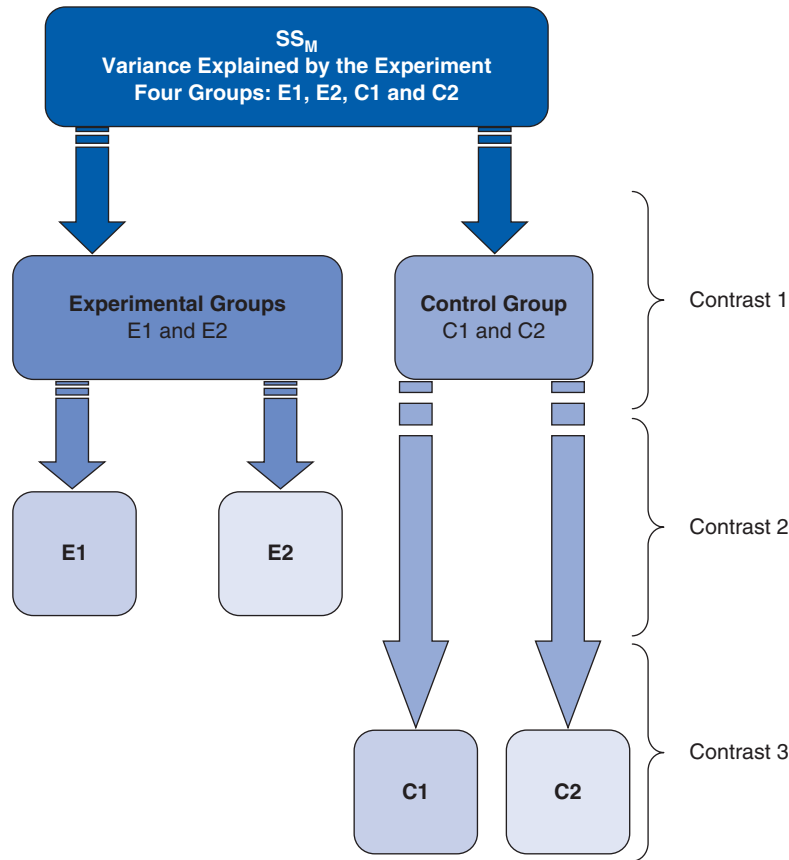 SS_M
Variance Explained by the Experiment
Four Groups: E1, E2, C1 and C2
Experimental Groups
E1 and E2
Control Group
C1 and C2
Contrast 1
E1
E2
Contrast 2
C1
C2
Contrast 3